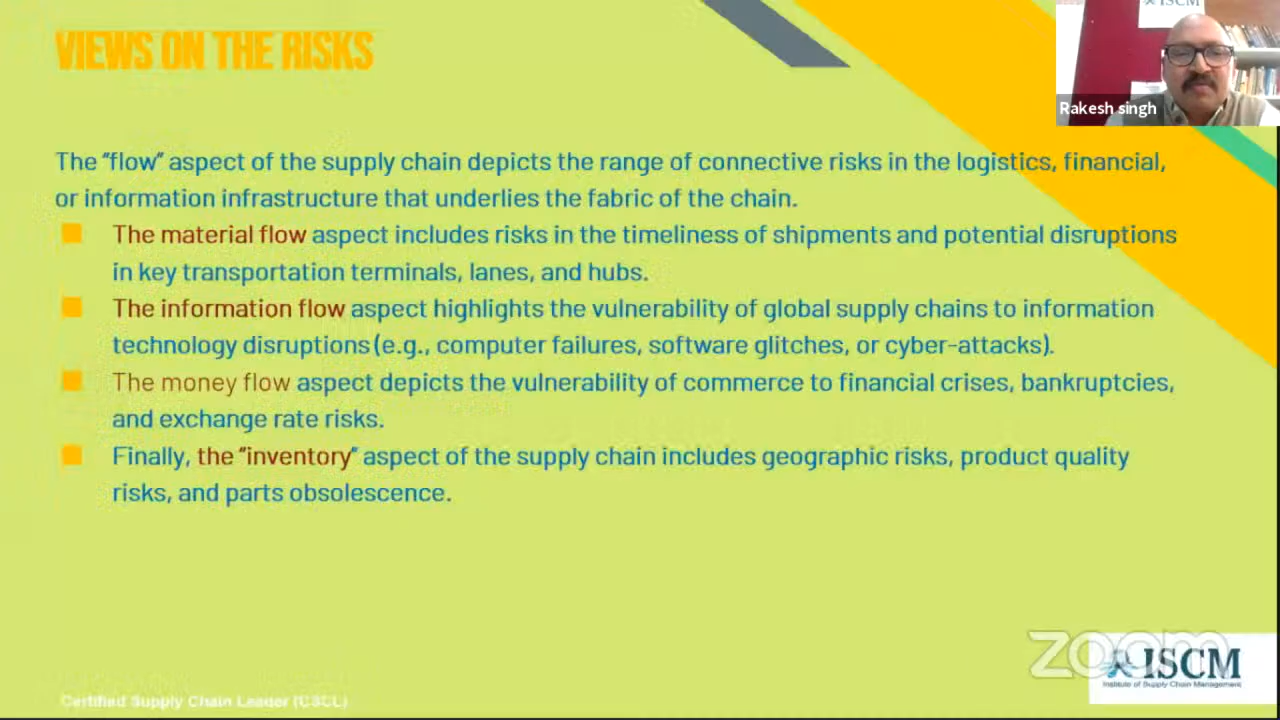 VIEWS ON THE RISKS
ISCM
Rakesh singh
The “flow” aspect of the supply chain depicts the range of connective risks in the logistics, financial,
or information infrastructure that underlies the fabric of the chain.
The material flow aspect includes risks in the timeliness of shipments and potential disruptions
in key transportation terminals, lanes, and hubs.
The information flow aspect highlights the vulnerability of global supply chains to information
technology disruptions (e.g., computer failures, software glitches, or cyber-attacks).
The money flow aspect depicts the vulnerability of commerce to financial crises, bankruptcies,
and exchange rate risks.
Finally, the “inventory” aspect of the supply chain includes geographic risks, product quality
risks, and parts obsolescence.
zoom
ISCM
Institute of Supply Chain Management
Certified Supply Chain Leader (CSCL)